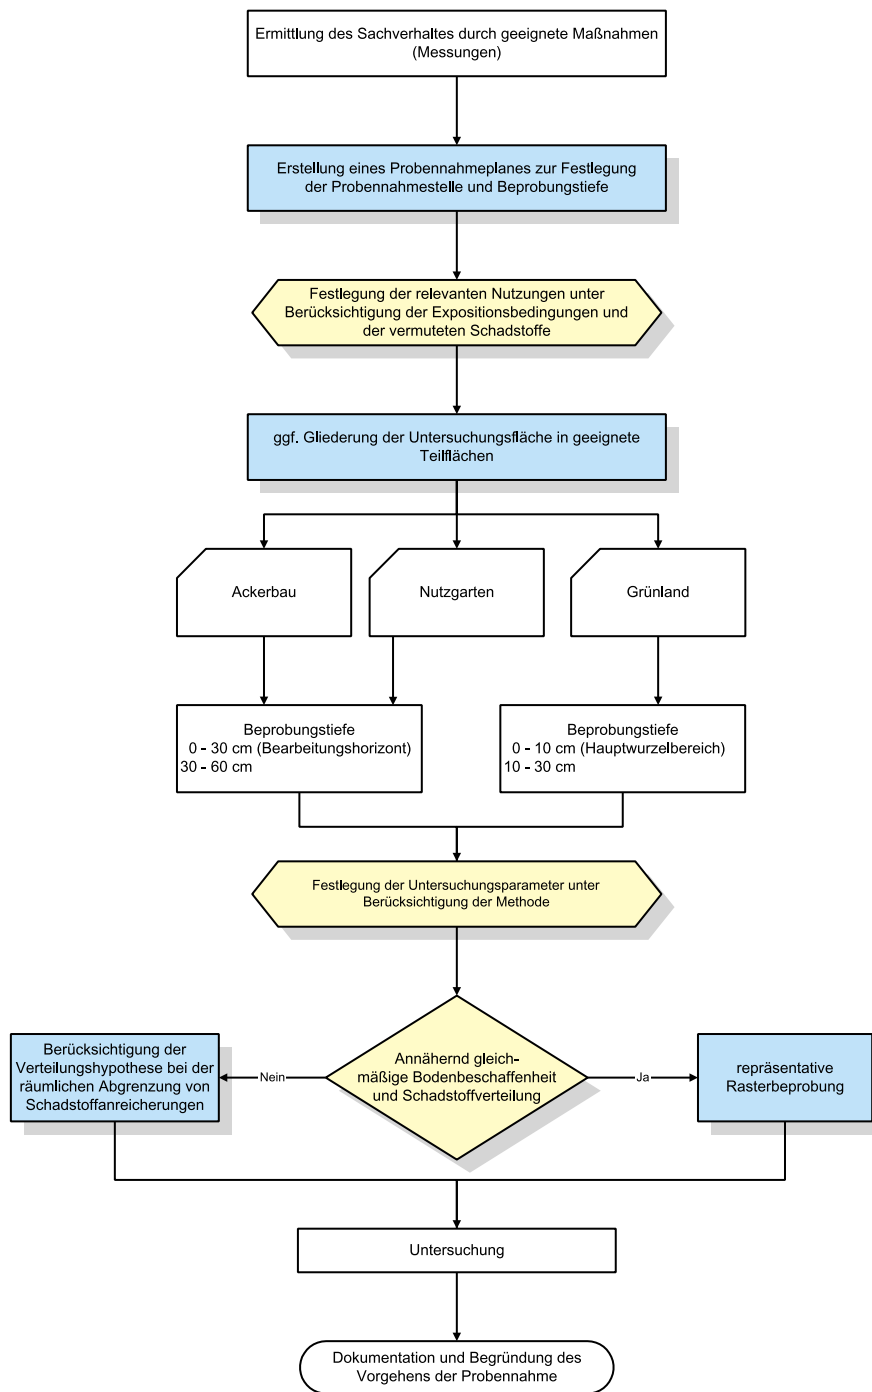 Ermittlung des Sachverhaltes durch geeignete Maßnahmen
(Messungen)
Erstellung eines Probennahmeplanes zur Festlegung
der Probennahmestelle und Beprobungstiefe
Festlegung der relevanten Nutzungen unter
Berücksichtigung der Expositionsbedingungen und
der vermuteten Schadstoffe
ggf. Gliederung der Untersuchungsfläche in geeignete
Teilflächen
Ackerbau
Nutzgarten
Grünland
Beprobungstiefe
0 - 30 cm (Bearbeitungshorizont)
30 - 60 cm
Beprobungstiefe
0 - 10 cm (Hauptwurzelbereich)
10 - 30 cm
Festlegung der Untersuchungsparameter unter
Berücksichtigung der Methode
Berücksichtigung der
Verteilungshypothese bei der
räumlichen Abgrenzung von
Schadstoffanreicherungen
Nein
Annähernd gleich-
mäßige Bodenbeschaffenheit
und Schadstoffverteilung
Ja
repräsentative
Rasterbeprobung
Untersuchung
Dokumentation und Begründung des
Vorgehens der Probennahme